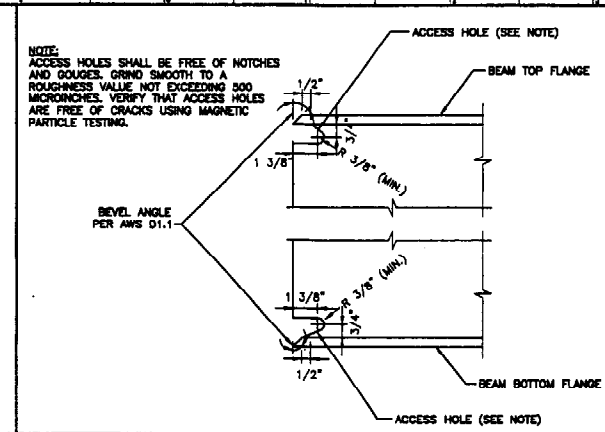 NOTE:
ACCESS HOLES SHALL BE FREE OF NOTCHES
AND GOUGES. GRIND SMOOTH TO A
ROUGHNESS VALUE NOT EXCEEDING 500
MICROINCHES. VERIFY THAT ACCESS HOLES
ARE FREE OF CRACKS USING MAGNETIC
PARTICLE TESTING.
ACCESS HOLE (SEE NOTE)
1/2"
BEAM TOP FLANGE
1 3/8"
R 3/8" (MIN.)
BEVEL ANGLE
PER AWS D1.1
1 3/8"
R 3/8" (MIN.)
3/4"
1/2"
BEAM BOTTOM FLANGE
ACCESS HOLE (SEE NOTE)